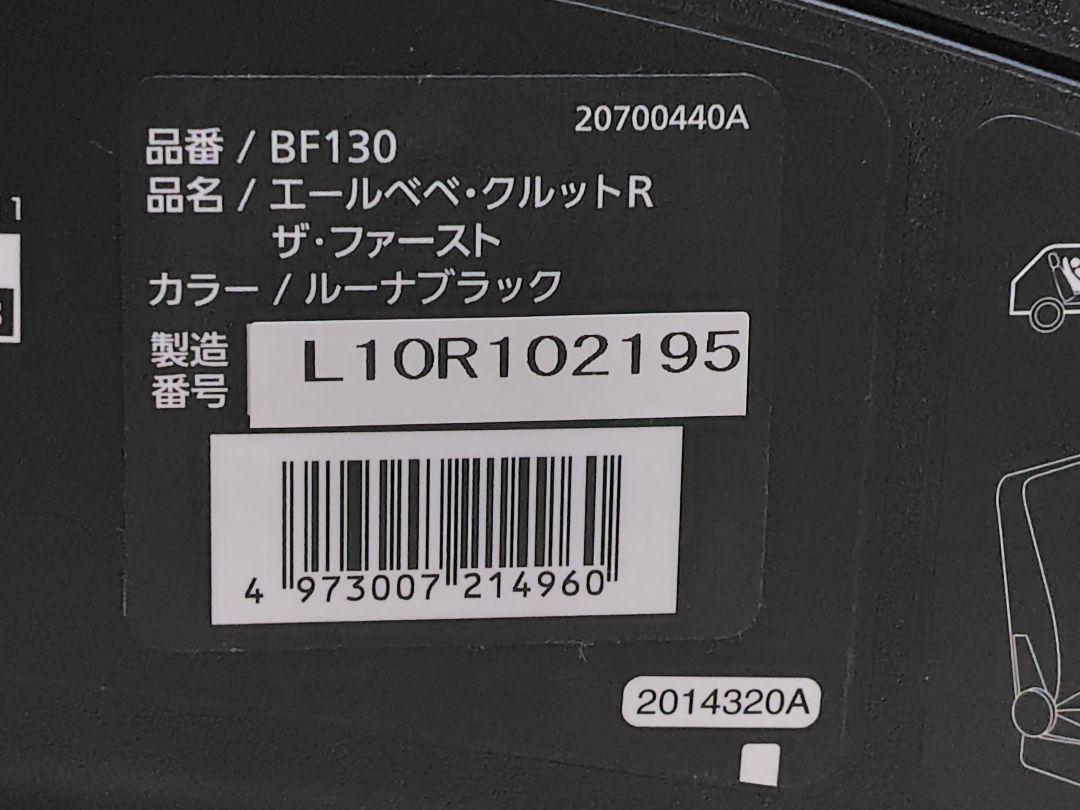 20700440A
品番 / BF130
品名 / エールベベ・クルットR
ザ・ファースト
カラー / ルーナブラック
製造
番号
L10R102195
4 973007 214960
2014320A
1